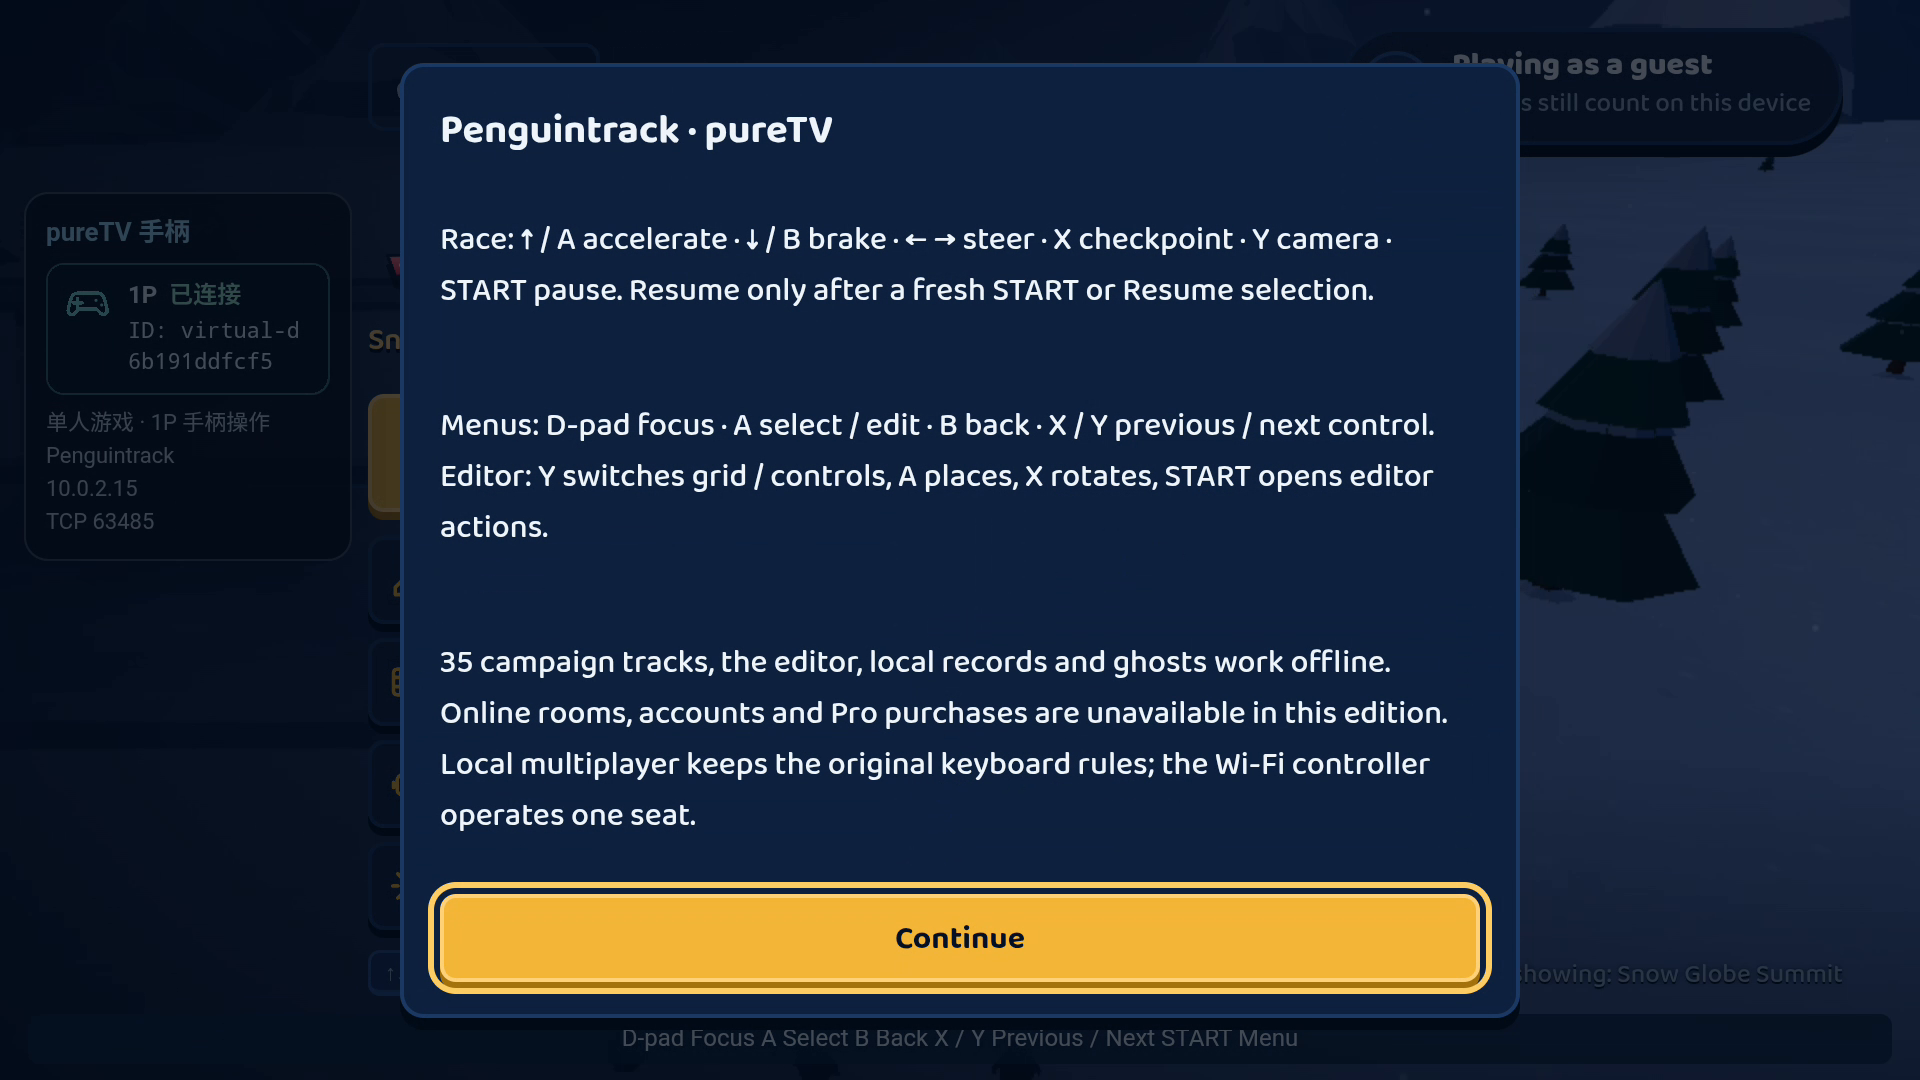 Playing as a guest
s still count on this device
Penguintrack · pureTV
pureTV 手柄
1P 已连接
ID: virtual-d
6b191ddfcf5
单人游戏 · 1P 手柄操作
Penguintrack
10.0.2.15
TCP 63485
Sn
Race: ↑ / A accelerate · ↓ / B brake · ← → steer · X checkpoint · Y camera ·
START pause. Resume only after a fresh START or Resume selection.
Menus: D-pad focus · A select / edit · B back · X / Y previous / next control.
Editor: Y switches grid / controls, A places, X rotates, START opens editor
actions.
35 campaign tracks, the editor, local records and ghosts work offline.
Online rooms, accounts and Pro purchases are unavailable in this edition.
Local multiplayer keeps the original keyboard rules; the Wi-Fi controller
operates one seat.
Continue
↑
showing: Snow Globe Summit
D-pad Focus A Select B Back X / Y Previous / Next START Menu